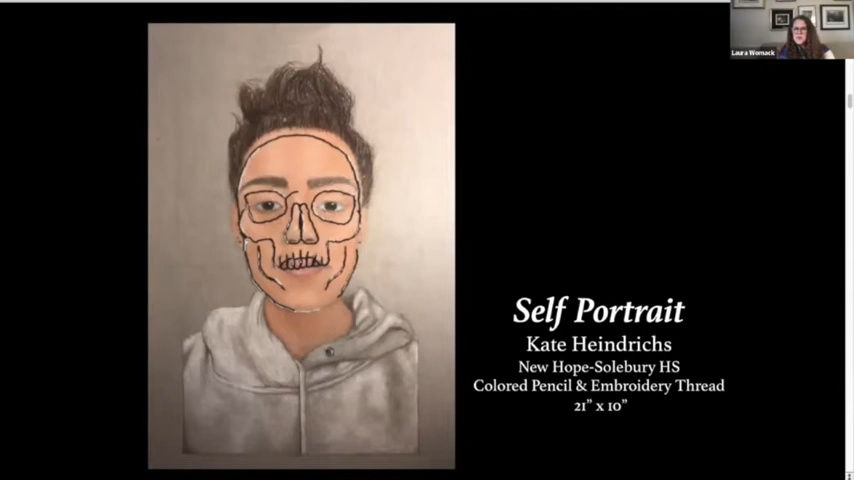 Laura Womack
Self Portrait
Kate Heindrichs
New Hope-Solebury HS
Colored Pencil & Embroidery Thread
21” x 10”